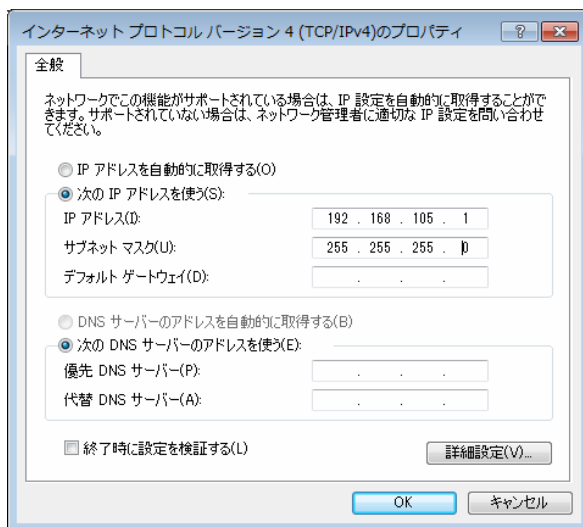 インターネット プロトコル バージョン 4 (TCP/IPv4)のプロパティ
全般
ネットワークでこの機能がサポートされている場合は、IP 設定を自動的に取得することがで
きます。サポートされていない場合は、ネットワーク管理者に適切な IP 設定を問い合わせ
てください。
IP アドレスを自動的に取得する(O)
次の IP アドレスを使う(S):
IP アドレス(I): 192 . 168 . 105 . 1
サブネット マスク(U): 255 . 255 . 255 . 0
デフォルト ゲートウェイ(D): . . .
DNS サーバーのアドレスを自動的に取得する(B)
次の DNS サーバーのアドレスを使う(E):
優先 DNS サーバー(P): . . .
代替 DNS サーバー(A): . . .
終了時に設定を検証する(L)
詳細設定(V)...
OK キャンセル